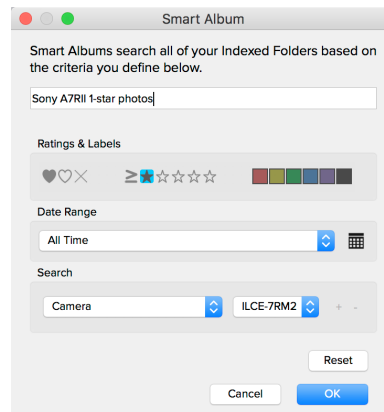 Smart Album
Smart Albums search all of your Indexed Folders based on
the criteria you define below.
Sony A7RII 1-star photos
Ratings & Labels
≥
Date Range
All Time
Search
Camera ILCE-7RM2 + -
Reset
Cancel OK